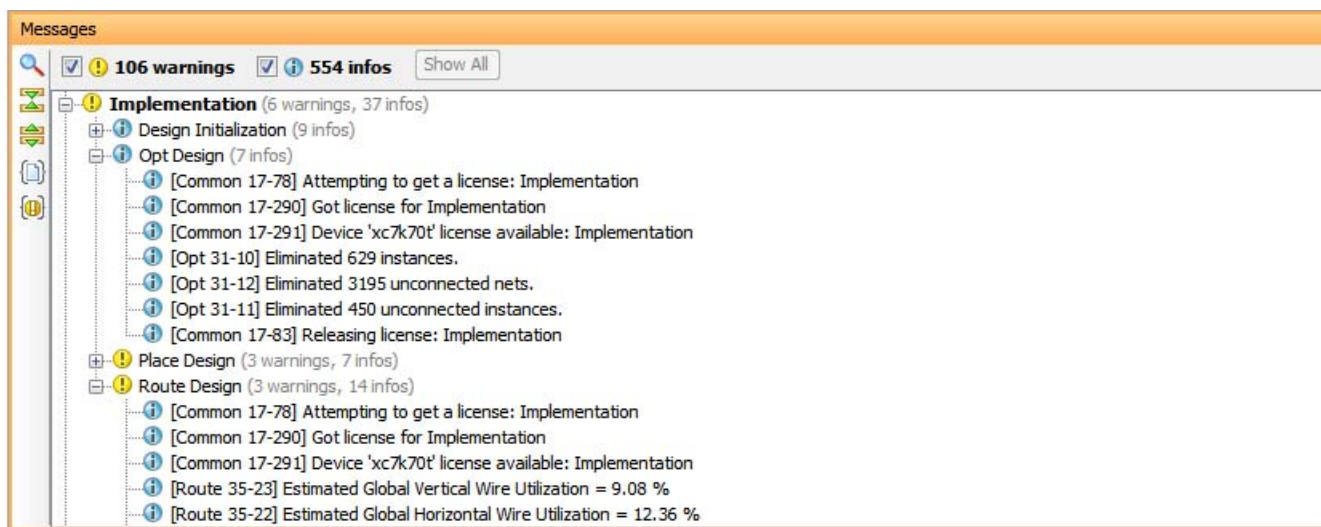 Messages
106 warnings 554 infos Show All
Implementation (6 warnings, 37 infos)
Design Initialization (9 infos)
Opt Design (7 infos)
[Common 17-78] Attempting to get a license: Implementation
[Common 17-290] Got license for Implementation
[Common 17-291] Device 'xc7k70t' license available: Implementation
[Opt 31-10] Eliminated 629 instances.
[Opt 31-12] Eliminated 3195 unconnected nets.
[Opt 31-11] Eliminated 450 unconnected instances.
[Common 17-83] Releasing license: Implementation
Place Design (3 warnings, 7 infos)
Route Design (3 warnings, 14 infos)
[Common 17-78] Attempting to get a license: Implementation
[Common 17-290] Got license for Implementation
[Common 17-291] Device 'xc7k70t' license available: Implementation
[Route 35-23] Estimated Global Vertical Wire Utilization = 9.08 %
[Route 35-22] Estimated Global Horizontal Wire Utilization = 12.36 %